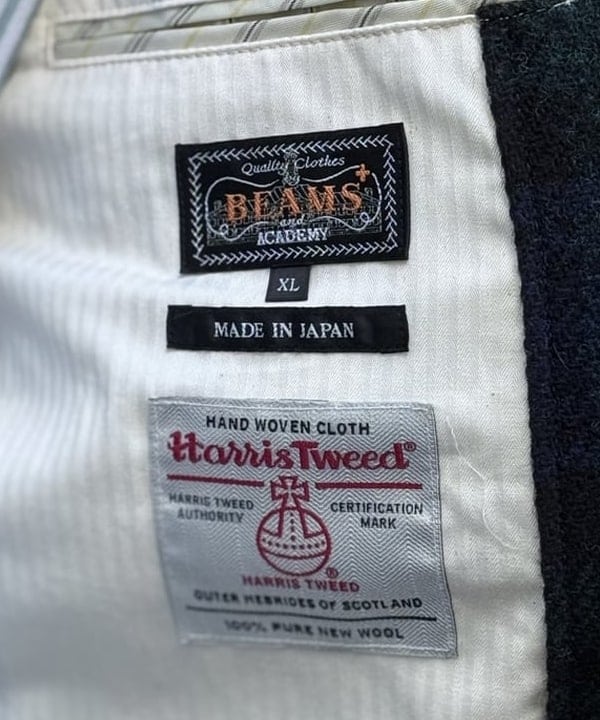 Quality Clothes
by
BEAMS+
and
ACADEMY
XL
MADE IN JAPAN
HAND WOVEN CLOTH
Harris Tweed®
HARRIS TWEED
AUTHORITY
CERTIFICATION
MARK
®
HARRIS TWEED
OUTER HEBRIDES OF SCOTLAND
100% PURE NEW WOOL